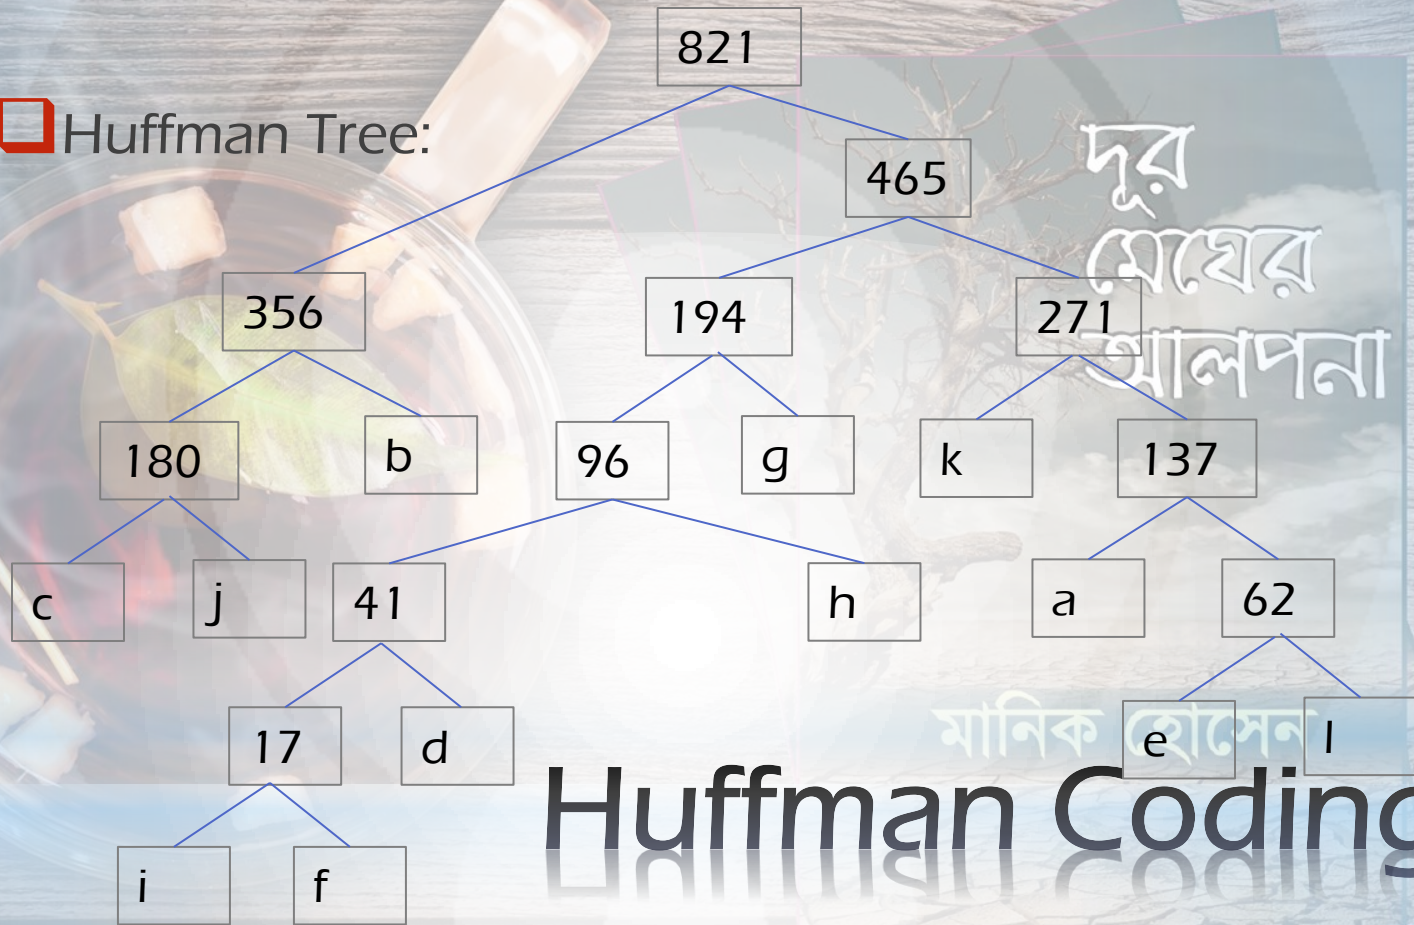 821
Huffman Tree:
465
দূর
মেঘের
আলপনা
356
194
271
180
b
96
g
k
137
c
j
41
h
a
62
17
d
মানিক হোসেন
e
l
Huffman Coding
i
f